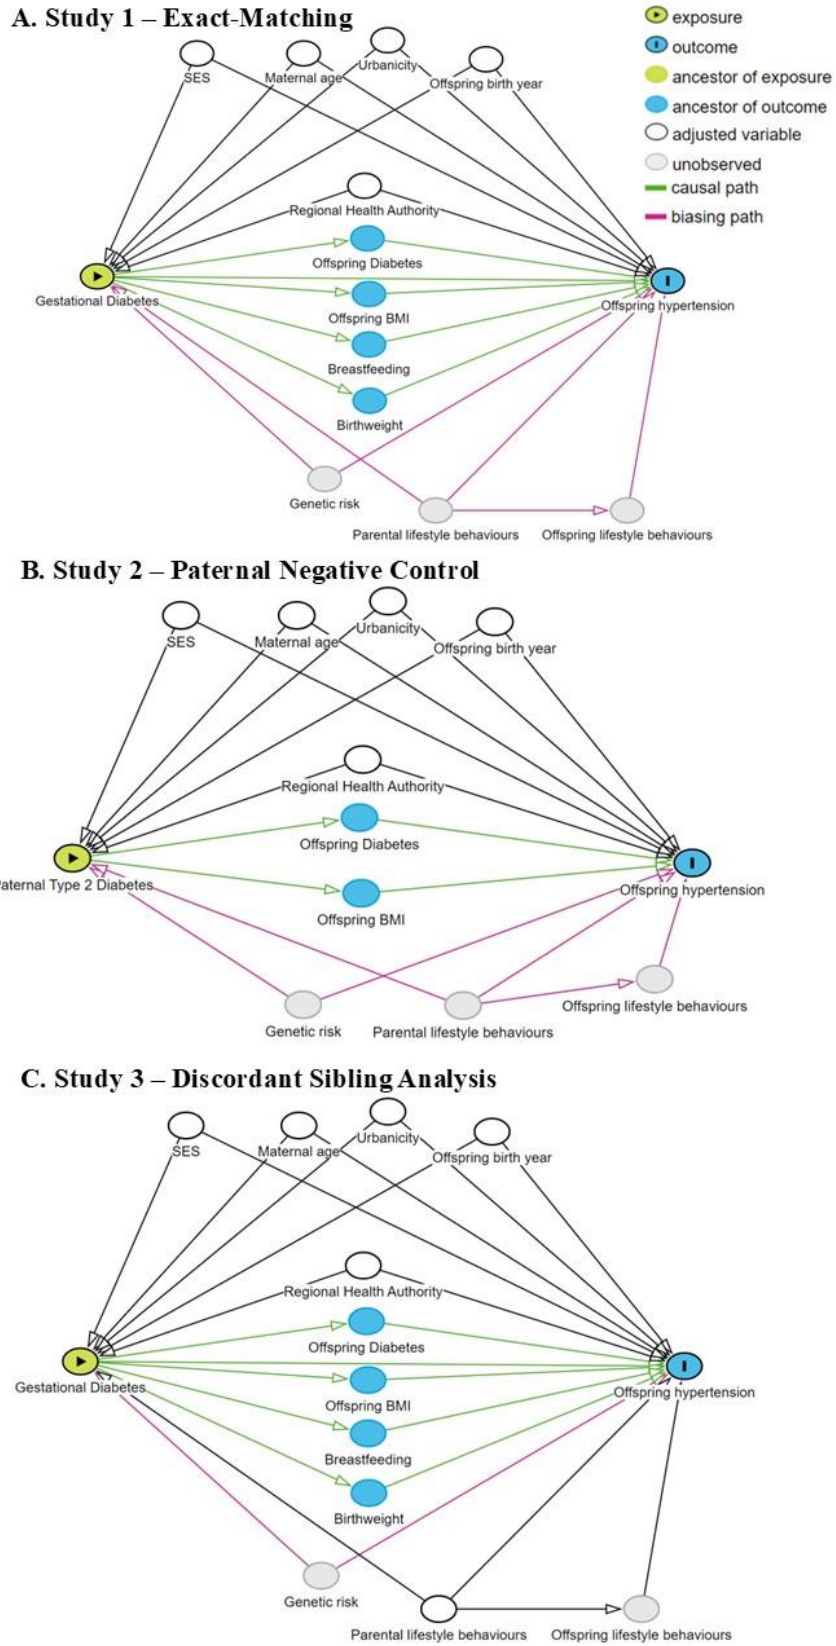 A. Study 1 – Exact-Matching
exposure
outcome
ancestor of exposure
ancestor of outcome
adjusted variable
unobserved
causal path
biasing path
SES
Maternal age
Urbanicity
Offspring birth year
Regional Health Authority
Offspring Diabetes
Gestational Diabetes
Offspring hypertension
Offspring BMI
Breastfeeding
Birthweight
Genetic risk
Parental lifestyle behaviours
Offspring lifestyle behaviours
B. Study 2 – Paternal Negative Control
SES
Maternal age
Urbanicity
Offspring birth year
Regional Health Authority
Offspring Diabetes
aternal Type 2 Diabetes
Offspring hypertension
Offspring BMI
Genetic risk
Parental lifestyle behaviours
Offspring lifestyle behaviours
C. Study 3 – Discordant Sibling Analysis
SES
Maternal age
Urbanicity
Offspring birth year
Regional Health Authority
Offspring Diabetes
Gestational Diabetes
Offspring hypertension
Offspring BMI
Breastfeeding
Birthweight
Genetic risk
Parental lifestyle behaviours
Offspring lifestyle behaviours